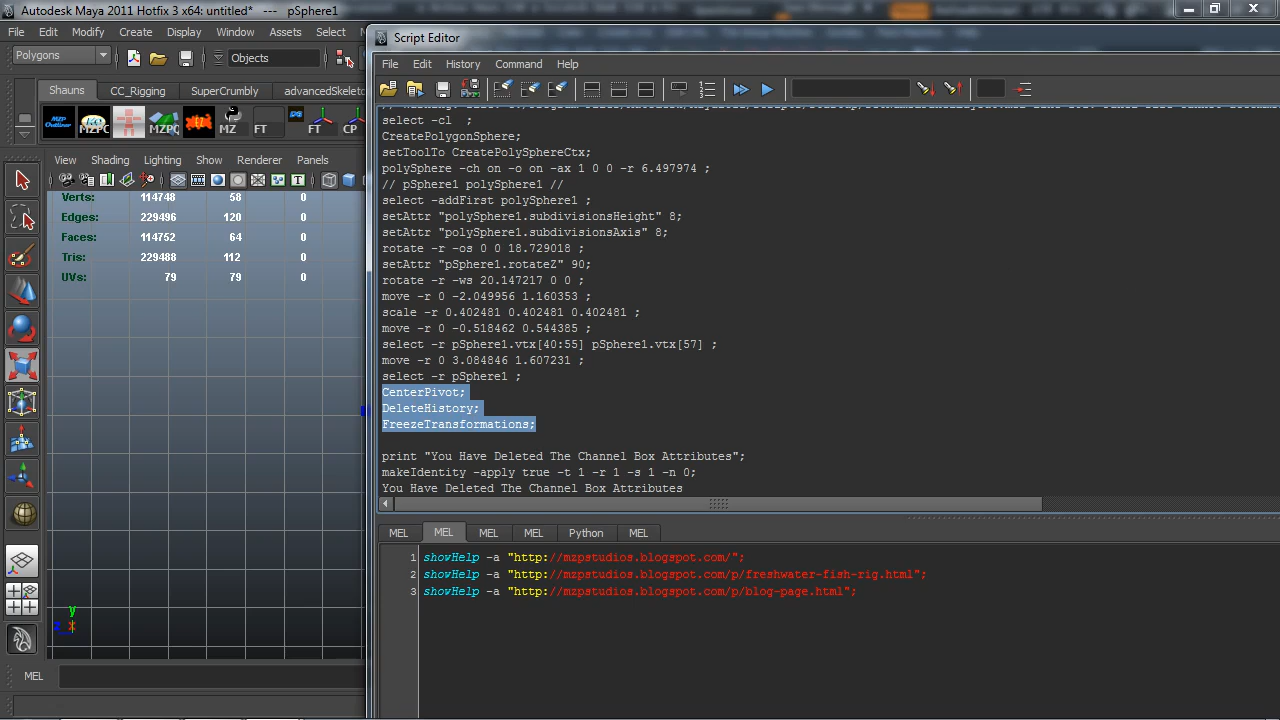 Autodesk Maya 2011 Hotfix 3 x64: untitled*   ---   pSphere1
File Edit Modify Create Display Window Assets Select
Script Editor
File Edit History Command Help
Polygons
Objects
Shauns CC_Rigging SuperCrumbly
MZP Outliner MZPC MZ FT FT CP
View Shading Lighting Show Renderer Panels
Verts: 114748 58 0
Edges: 229496 120 0
Faces: 114752 64 0
Tris: 229488 112 0
UVs: 79 79 0
select -cl  ;
CreatePolygonSphere;
setToolTo CreatePolySphereCtx;
polySphere -ch on -o on -ax 1 0 0 -r 6.497974 ;
// pSphere1 polySphere1 //
select -addFirst polySphere1 ;
setAttr "polySphere1.subdivisionsHeight" 8;
setAttr "polySphere1.subdivisionsAxis" 8;
rotate -r -os 0 0 18.729018 ;
setAttr "pSphere1.rotateZ" 90;
rotate -r -ws 20.147217 0 0 ;
move -r 0 -2.049956 1.160353 ;
scale -r 0.402481 0.402481 0.402481 ;
move -r 0 -0.518462 0.544385 ;
select -r pSphere1.vtx[40:55] pSphere1.vtx[57] ;
move -r 0 3.084846 1.607231 ;
select -r pSphere1 ;
CenterPivot;
DeleteHistory;
FreezeTransformations;
print "You Have Deleted The Channel Box Attributes";
makeIdentity -apply true -t 1 -r 1 -s 1 -n 0;
You Have Deleted The Channel Box Attributes
MEL MEL MEL MEL Python MEL
1 showHelp -a "http://mzpstudios.blogspot.com/";
2 showHelp -a "http://mzpstudios.blogspot.com/p/freshwater-fish-rig.html";
3 showHelp -a "http://mzpstudios.blogspot.com/p/blog-page.html";
y
z x
MEL